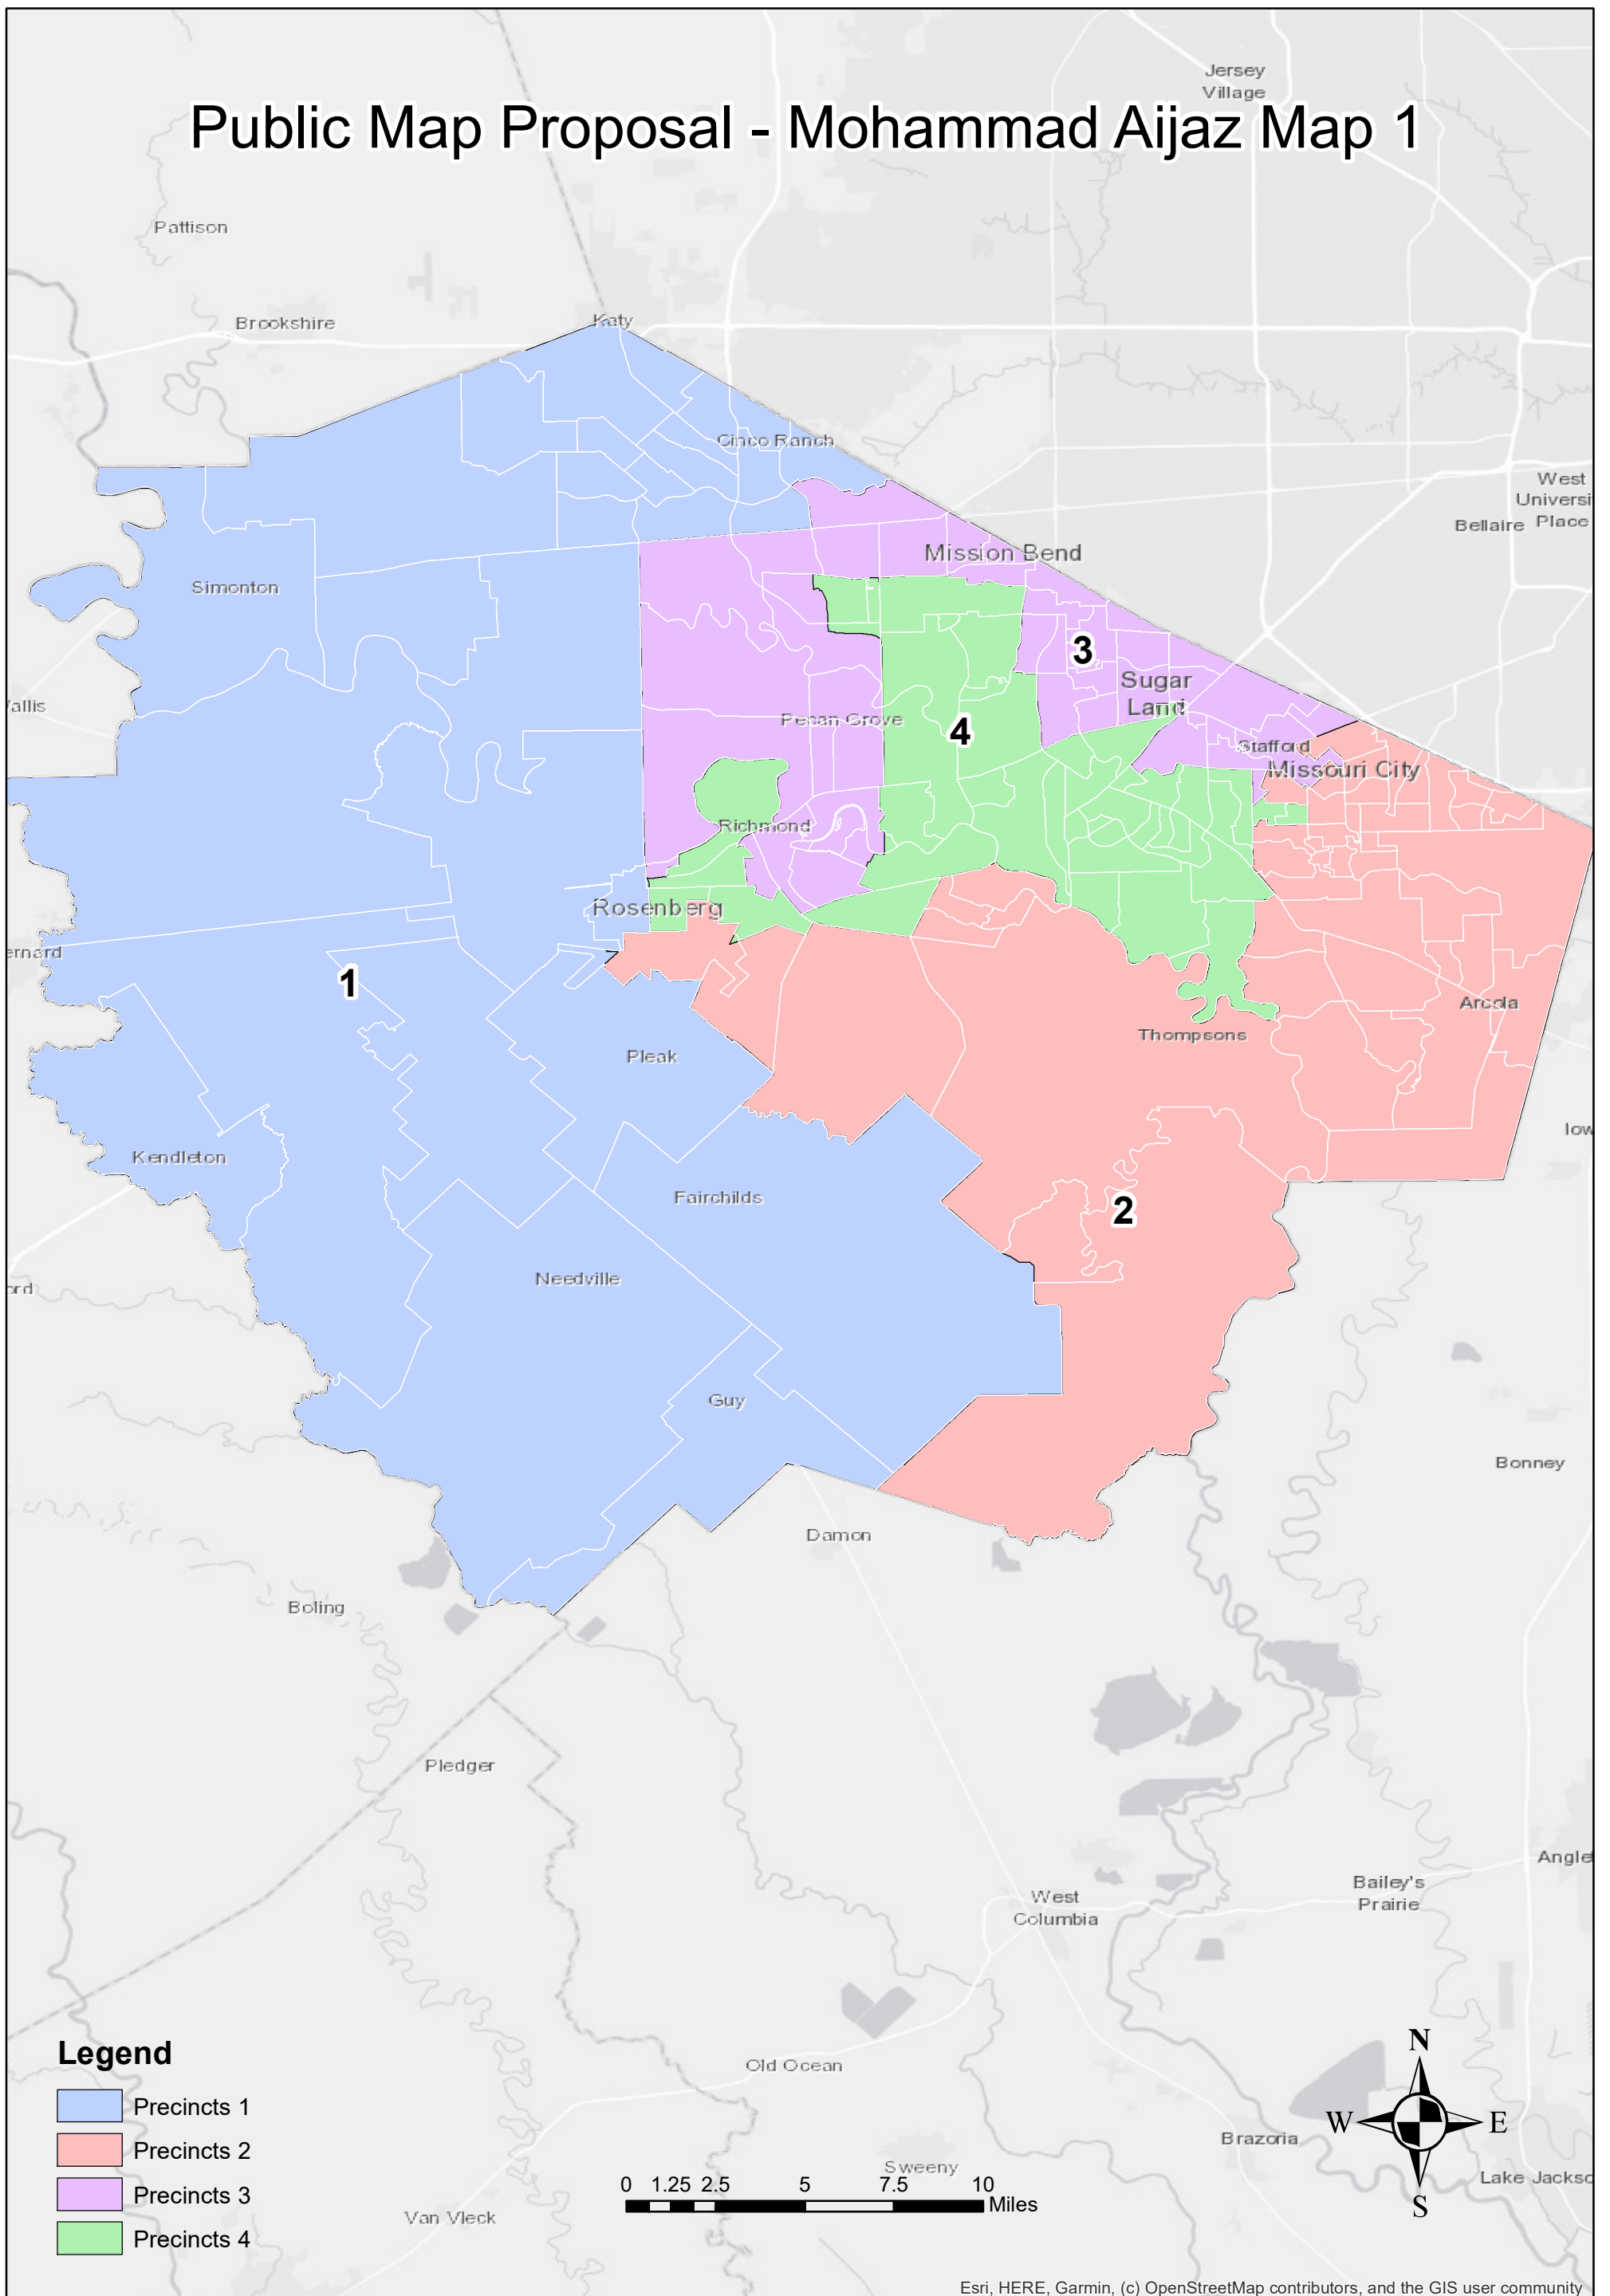 Jersey
Village
Public Map Proposal - Mohammad Aijaz Map 1
Pattison
Brookshire
Katy
Cinco Ranch
West
Universi
Place
Bellaire
Mission Bend
Simonton
3
Sugar
Land
allis
Pecan Grove
4
Stafford
Missouri City
Richmond
Rosenberg
ernard
1
Arcola
Thompsons
Pleak
Iow
Kendleton
Fairchilds
2
Needville
ord
Guy
Bonney
Damon
Boling
Pledger
Angle
Bailey's
Prairie
West
Columbia
Old Ocean
Brazoria
Sweeny
Lake Jackso
Van Vleck
Legend
Precincts 1
Precincts 2
Precincts 3
Precincts 4
0 1.25 2.5 5 7.5 10
Miles
N
W E
S
Esri, HERE, Garmin, (c) OpenStreetMap contributors, and the GIS user community